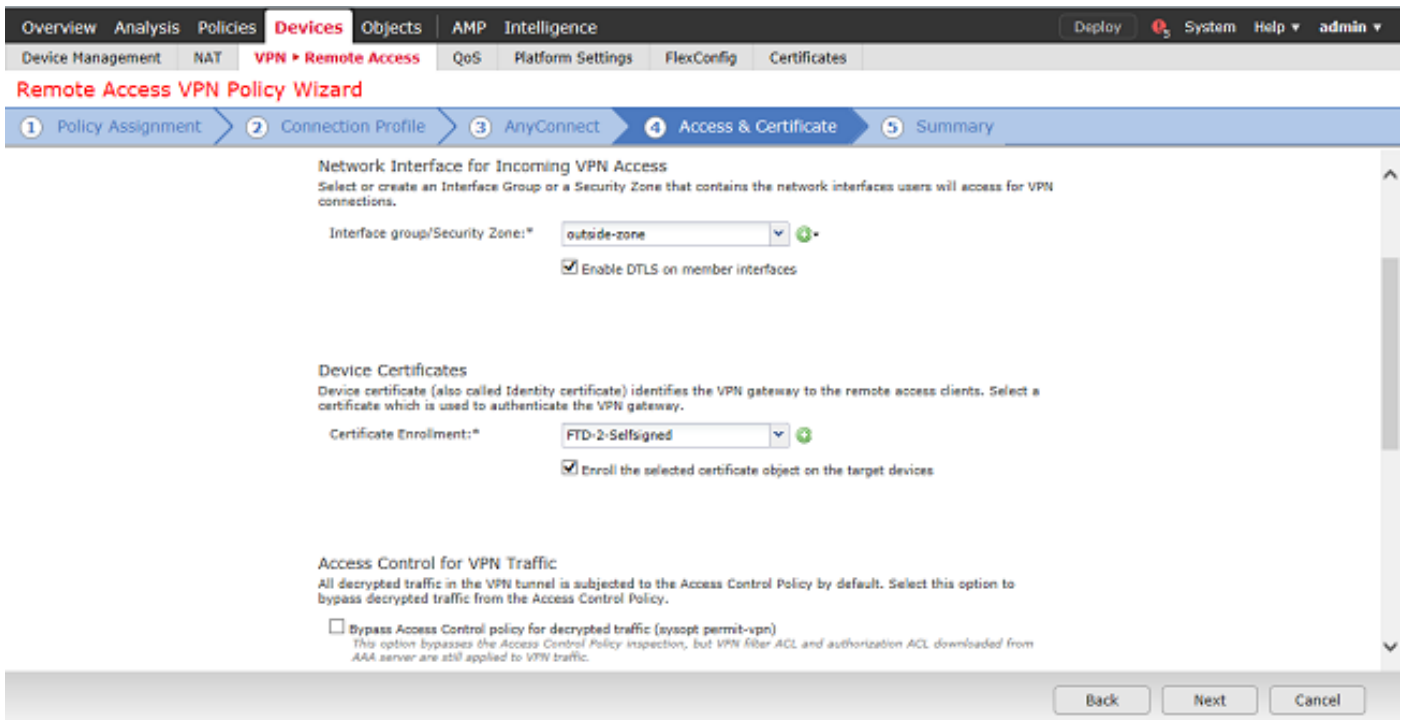 Overview Analysis Policies Devices Objects AMP Intelligence Deploy 5 System Help ▾ admin ▾
Device Management NAT VPN ▸ Remote Access QoS Platform Settings FlexConfig Certificates
Remote Access VPN Policy Wizard
1 Policy Assignment 2 Connection Profile 3 AnyConnect 4 Access & Certificate 5 Summary
Network Interface for Incoming VPN Access
Select or create an Interface Group or a Security Zone that contains the network interfaces users will access for VPN
connections.
Interface group/Security Zone:* outside-zone
Enable DTLS on member interfaces
Device Certificates
Device certificate (also called Identity certificate) identifies the VPN gateway to the remote access clients. Select a
certificate which is used to authenticate the VPN gateway.
Certificate Enrollment:* FTD-2-Selfsigned
Enroll the selected certificate object on the target devices
Access Control for VPN Traffic
All decrypted traffic in the VPN tunnel is subjected to the Access Control Policy by default. Select this option to
bypass decrypted traffic from the Access Control Policy.
Bypass Access Control policy for decrypted traffic (sysopt permit-vpn)
This option bypasses the Access Control Policy inspection, but VPN filter ACL and authorization ACL downloaded from
AAA server are still applied to VPN traffic.
Back Next Cancel